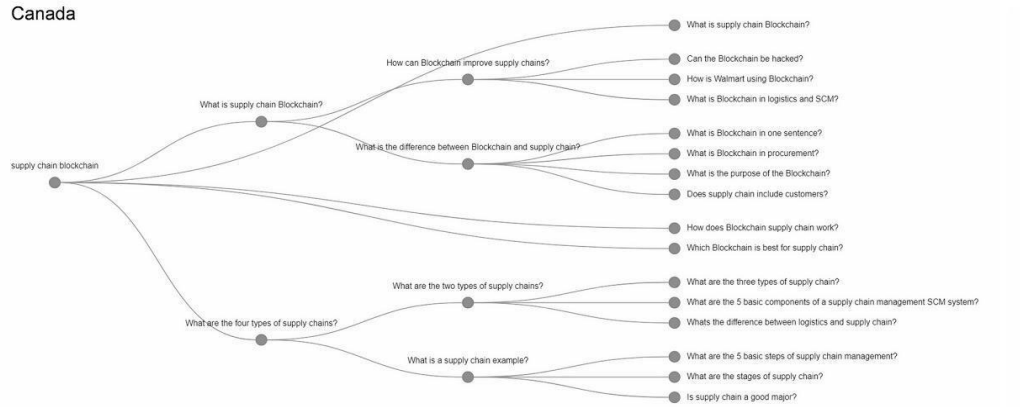 Canada
What is supply chain Blockchain?
How can Blockchain improve supply chains?
Can the Blockchain be hacked?
How is Walmart using Blockchain?
What is Blockchain in logistics and SCM?
What is supply chain Blockchain?
What is the difference between Blockchain and supply chain?
What is Blockchain in one sentence?
What is Blockchain in procurement?
What is the purpose of the Blockchain?
Does supply chain include customers?
supply chain blockchain
How does Blockchain supply chain work?
Which Blockchain is best for supply chain?
What are the two types of supply chains?
What are the three types of supply chain?
What are the 5 basic components of a supply chain management SCM system?
Whats the difference between logistics and supply chain?
What are the four types of supply chains?
What is a supply chain example?
What are the 5 basic steps of supply chain management?
What are the stages of supply chain?
Is supply chain a good major?